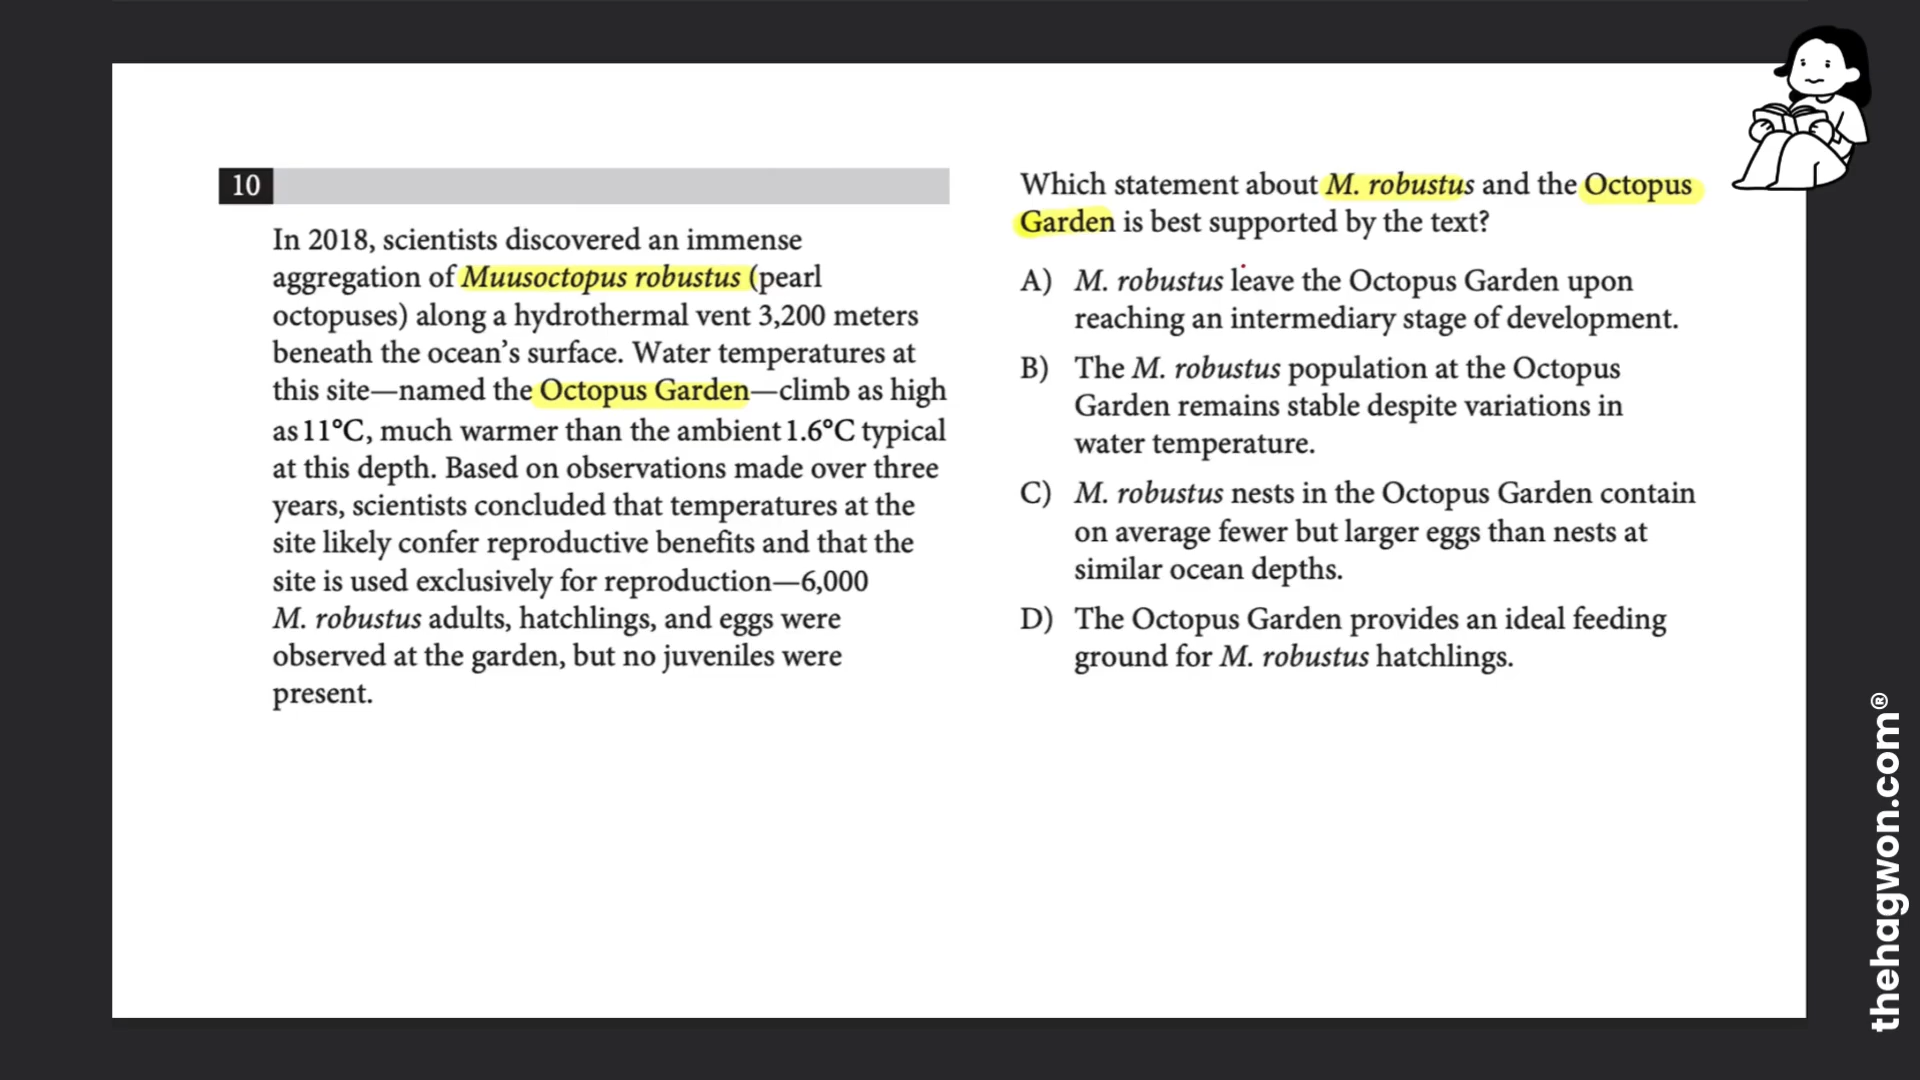 10
In 2018, scientists discovered an immense
aggregation of Muusoctopus robustus (pearl
octopuses) along a hydrothermal vent 3,200 meters
beneath the ocean’s surface. Water temperatures at
this site—named the Octopus Garden—climb as high
as 11°C, much warmer than the ambient 1.6°C typical
at this depth. Based on observations made over three
years, scientists concluded that temperatures at the
site likely confer reproductive benefits and that the
site is used exclusively for reproduction—6,000
M. robustus adults, hatchlings, and eggs were
observed at the garden, but no juveniles were
present.
Which statement about M. robustus and the Octopus
Garden is best supported by the text?
A) M. robustus leave the Octopus Garden upon
reaching an intermediary stage of development.
B) The M. robustus population at the Octopus
Garden remains stable despite variations in
water temperature.
C) M. robustus nests in the Octopus Garden contain
on average fewer but larger eggs than nests at
similar ocean depths.
D) The Octopus Garden provides an ideal feeding
ground for M. robustus hatchlings.
thehagwon.com®